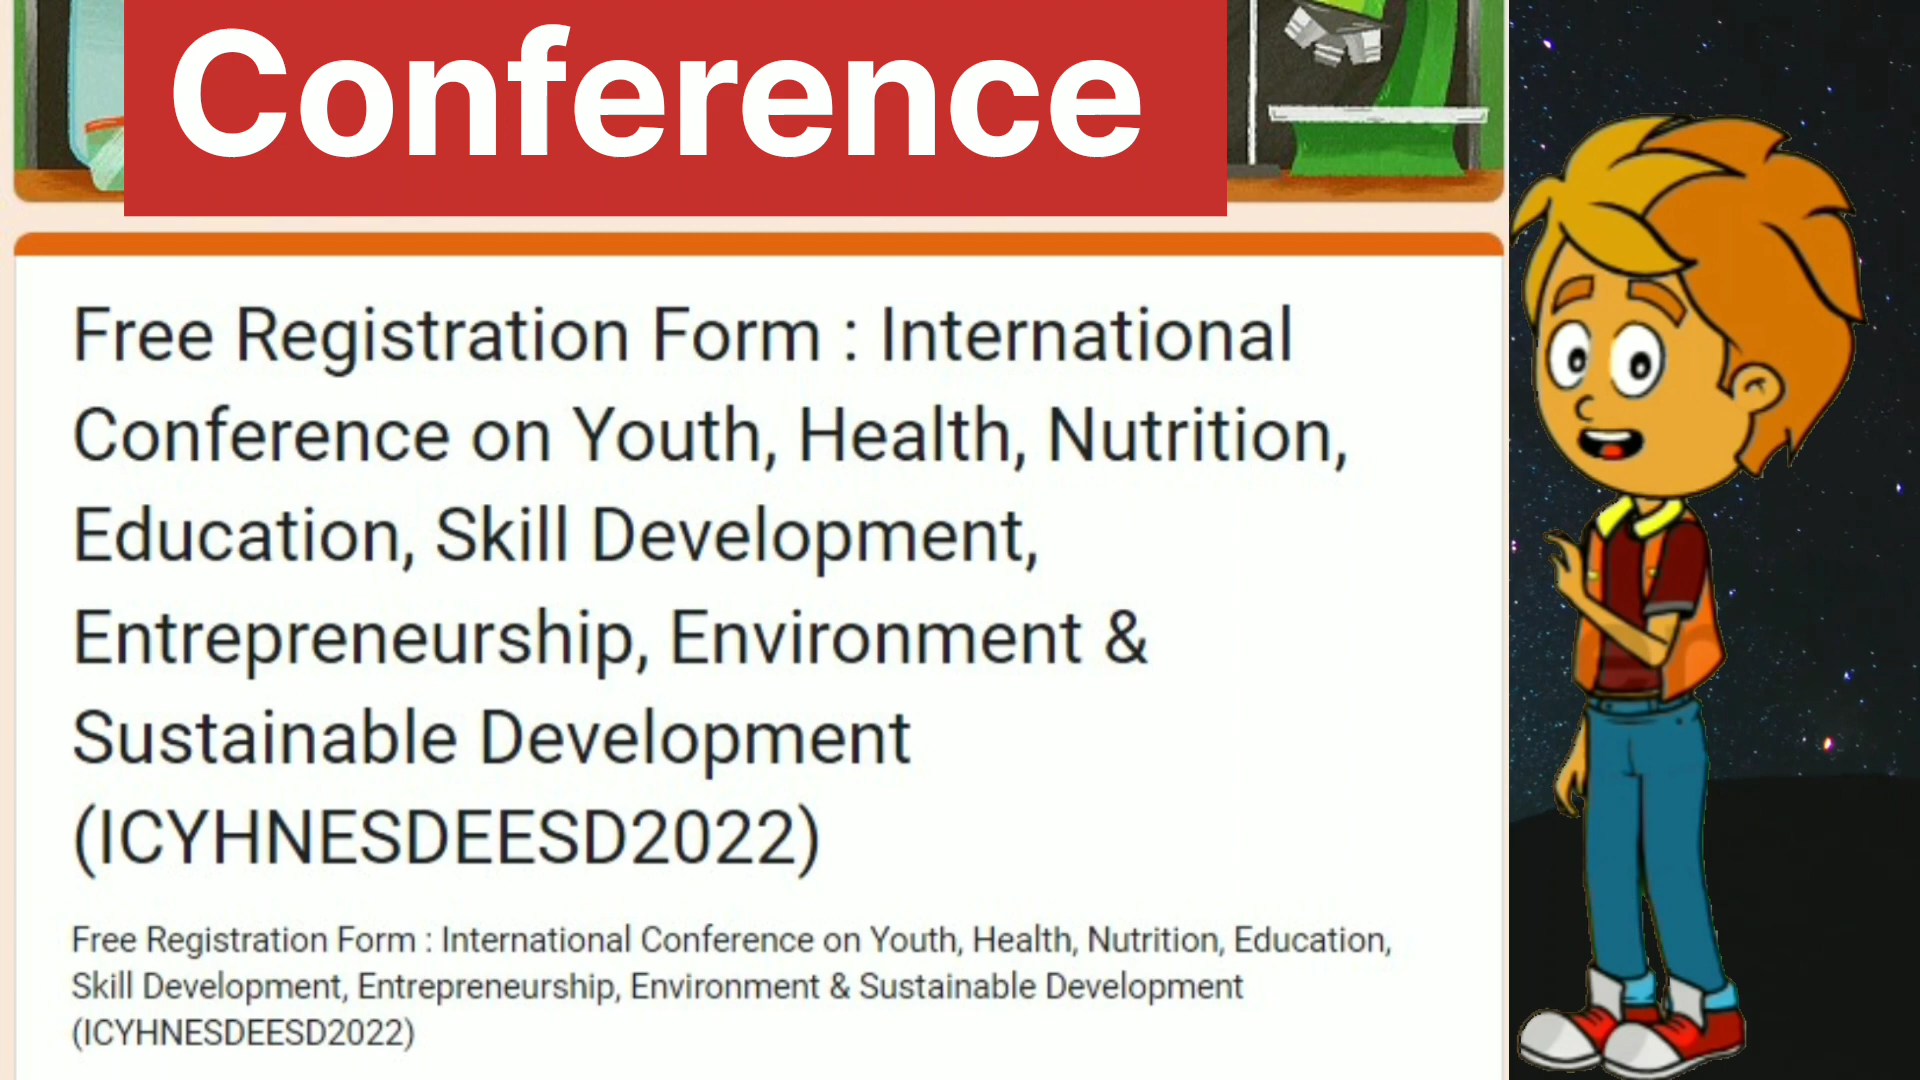 Conference
Free Registration Form : International
Conference on Youth, Health, Nutrition,
Education, Skill Development,
Entrepreneurship, Environment &
Sustainable Development
(ICYHNESDEESD2022)
Free Registration Form : International Conference on Youth, Health, Nutrition, Education,
Skill Development, Entrepreneurship, Environment & Sustainable Development
(ICYHNESDEESD2022)